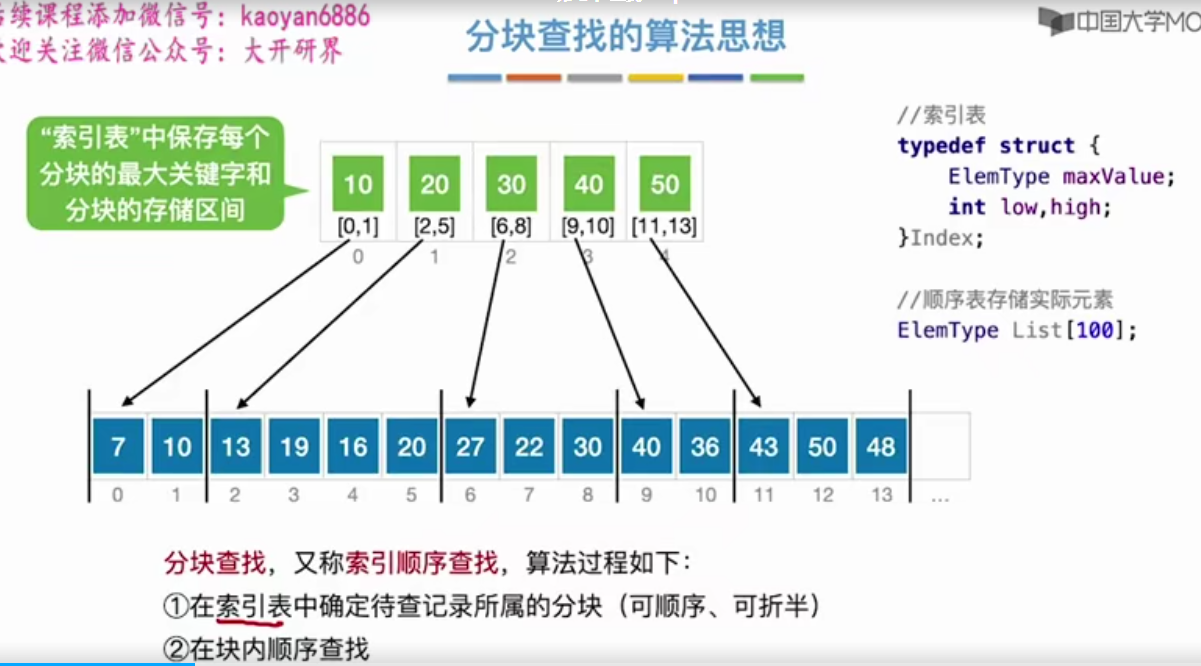 续课程添加微信号：kaoyan6886
迎关注微信公众号：大开研界
分块查找的算法思想
中国大学MO
“索引表”中保存每个
分块的最大关键字和
分块的存储区间
10 20 30 40 50
[0,1] [2,5] [6,8] [9,10] [11,13]
0 1 2 3 4
//索引表
typedef struct {
ElemType maxValue;
int low,high;
}Index;
//顺序表存储实际元素
ElemType List[100];
7 10 13 19 16 20 27 22 30 40 36 43 50 48
0 1 2 3 4 5 6 7 8 9 10 11 12 13 ...
分块查找，又称索引顺序查找，算法过程如下：
①在索引表中确定待查记录所属的分块（可顺序、可折半）
②在块内顺序查找